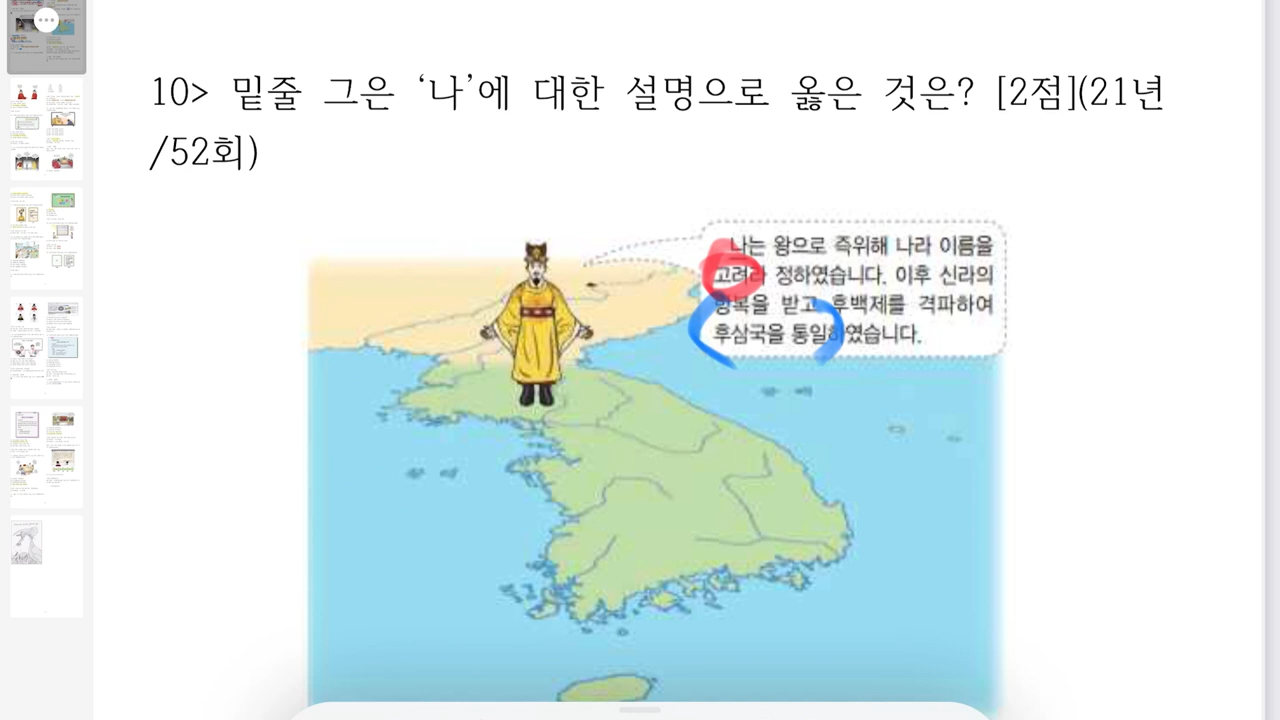 10> 밑줄 그은 ‘나’에 대한 설명으로 옳은 것은? [2점](21년
/52회)
나는 왕으로 즉위해 나라 이름을
고려라 정하였습니다. 이후 신라의
항복을 받고 후백제를 격파하여
후삼국을 통일하였습니다.